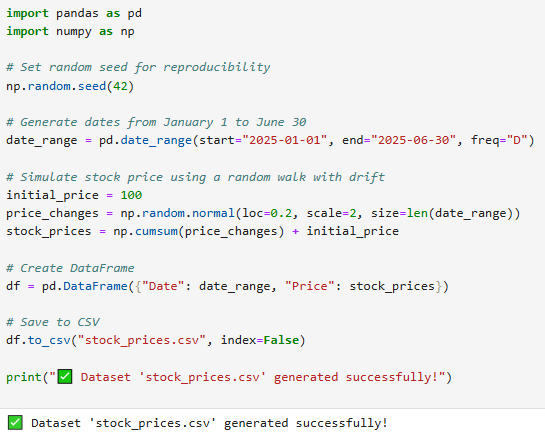 import pandas as pd
import numpy as np
# Set random seed for reproducibility
np.random.seed(42)
# Generate dates from January 1 to June 30
date_range = pd.date_range(start="2025-01-01", end="2025-06-30", freq="D")
# Simulate stock price using a random walk with drift
initial_price = 100
price_changes = np.random.normal(loc=0.2, scale=2, size=len(date_range))
stock_prices = np.cumsum(price_changes) + initial_price
# Create DataFrame
df = pd.DataFrame({"Date": date_range, "Price": stock_prices})
# Save to CSV
df.to_csv("stock_prices.csv", index=False)
print("✅ Dataset 'stock_prices.csv' generated successfully!")
✅ Dataset 'stock_prices.csv' generated successfully!